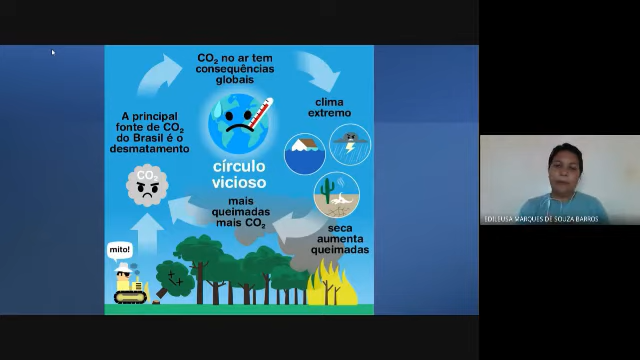 CO₂ no ar tem
consequências
globais
clima
extremo
A principal
fonte de CO₂
do Brasil é o
desmatamento
CO₂
círculo
vicioso
mais
queimadas
mais CO₂
seca
aumenta
queimadas
mito!
EDILEUSA MARQUES DE SOUZA BARROS